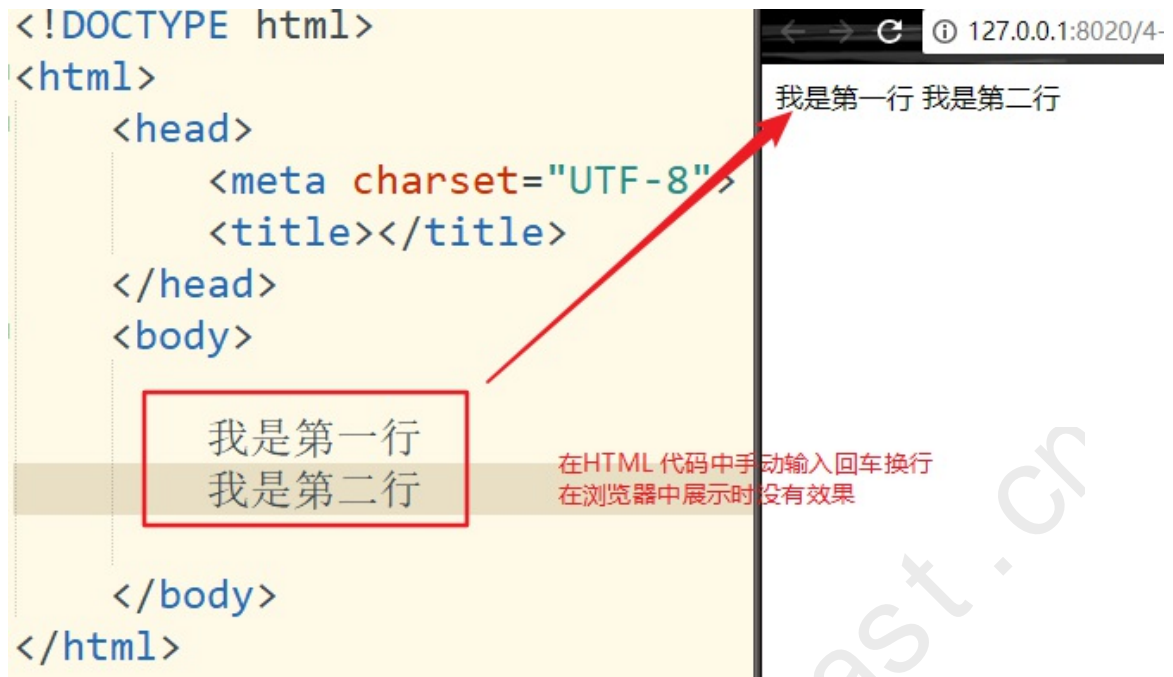 <!DOCTYPE html>
<html>
<head>
<meta charset="UTF-8">
<title></title>
</head>
<body>
我是第一行
我是第二行
</body>
</html>
127.0.0.1:8020/4-
我是第一行 我是第二行
在HTML 代码中手动输入回车换行
在浏览器中展示时没有效果
ast.cn